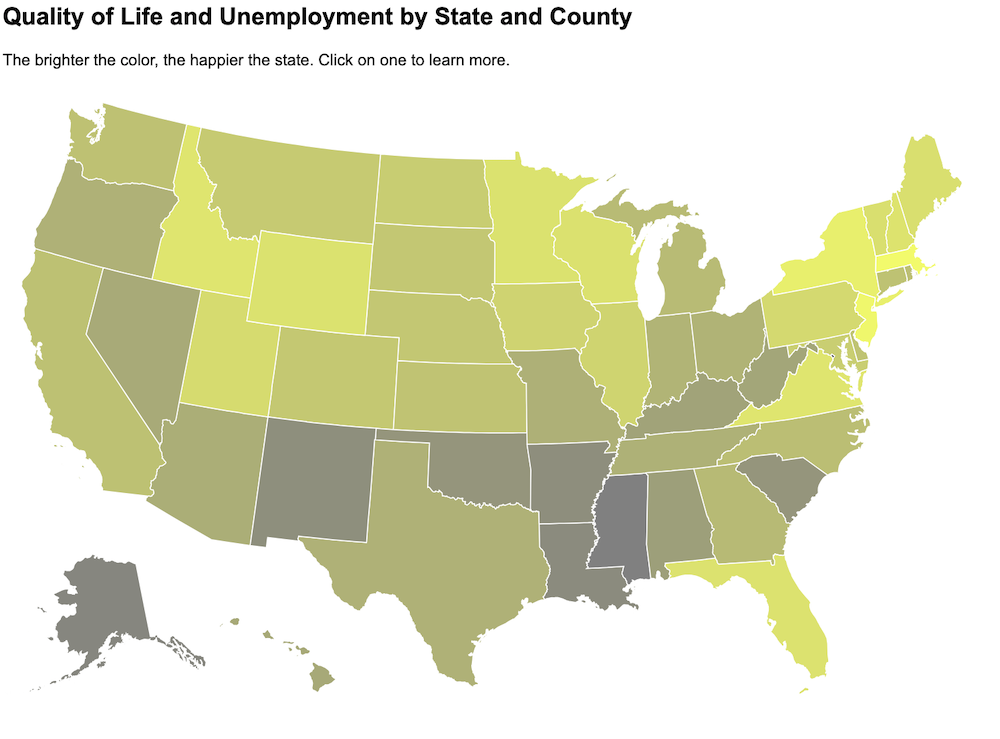 Quality of Life and Unemployment by State and County
The brighter the color, the happier the state. Click on one to learn more.